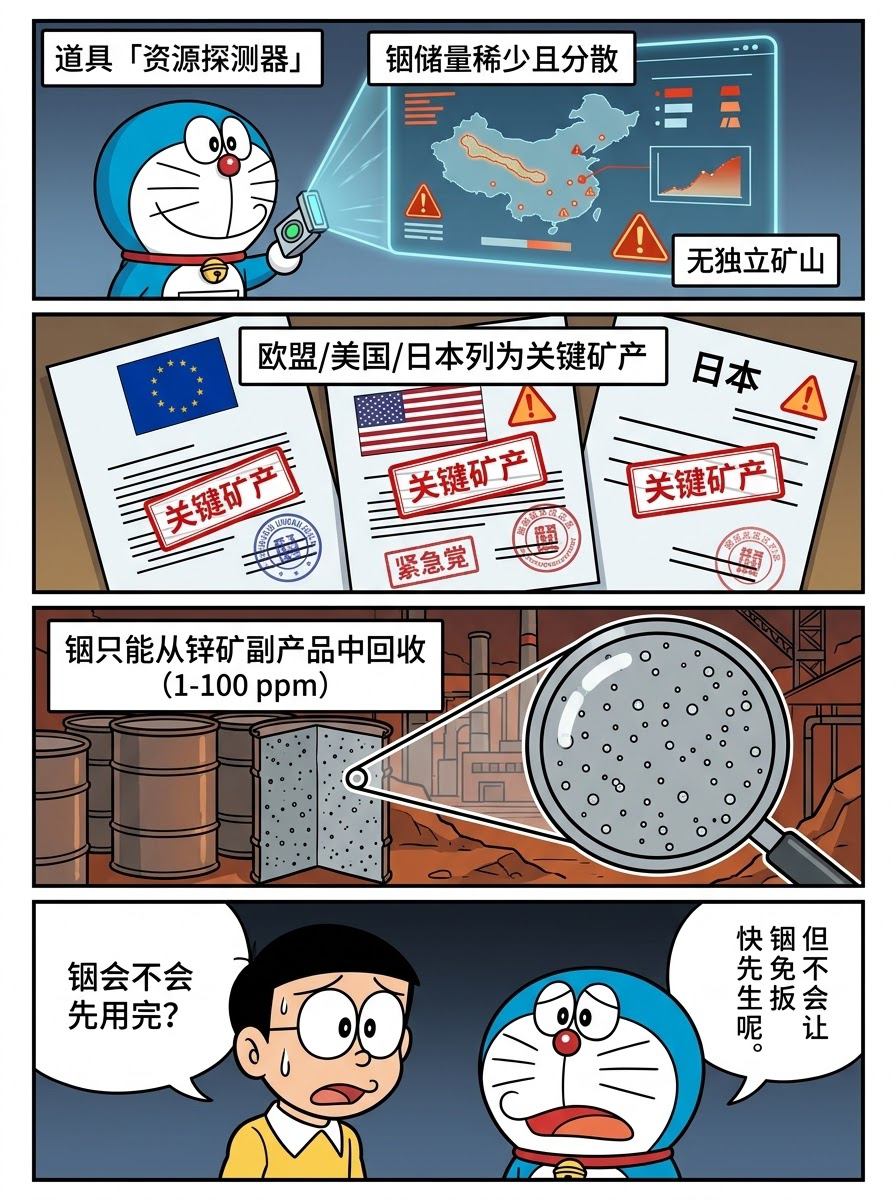 道具「资源探测器」
铟储量稀少且分散
无独立矿山
欧盟/美国/日本列为关键矿产
日本
关键矿产
关键矿产
关键矿产
紧急党
铟只能从锌矿副产品中回收
（1-100 ppm）
铟会不会
先用完？
但不会让
铟免扳
快先生呢。